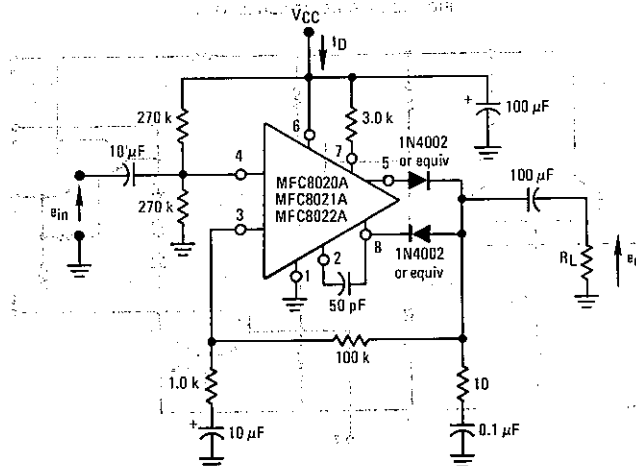 VCC
ID
270 k
6
3.0 k
100 µF
+
7
1N4002
or equiv
5
10 µF
4
MFC8020A
MFC8021A
MFC8022A
100 µF
ein
270 k
3
8
1N4002
or equiv
RL
2
1
50 pF
100 k
1.0 k
10
+
10 µF
0.1 µF